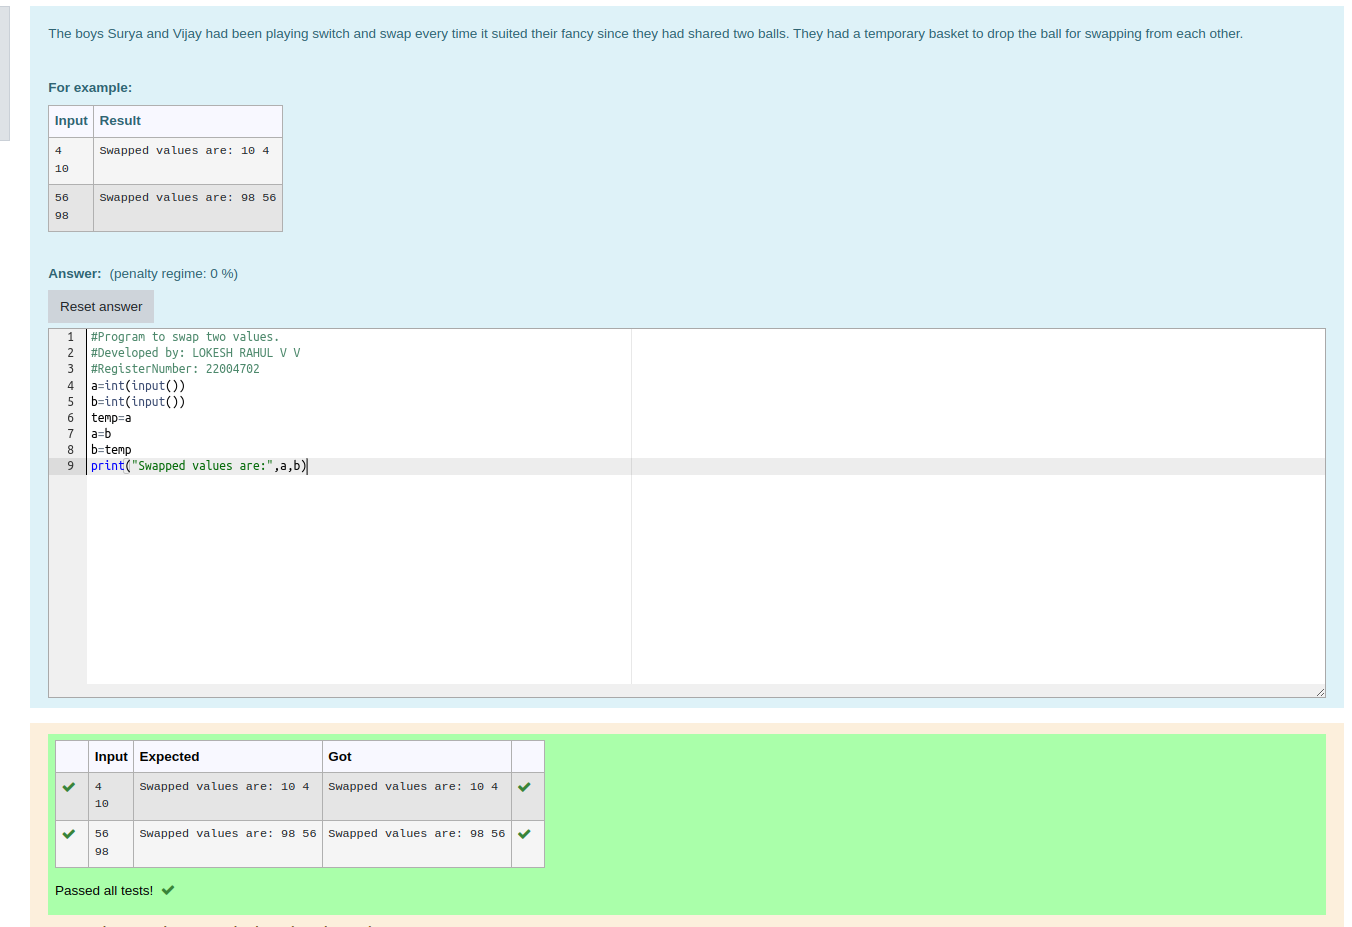 The boys Surya and Vijay had been playing switch and swap every time it suited their fancy since they had shared two balls. They had a temporary basket to drop the ball for swapping from each other.
For example:
Input Result
4 Swapped values are: 10 4
10
56 Swapped values are: 98 56
98
Answer: (penalty regime: 0 %)
Reset answer
1 #Program to swap two values.
2 #Developed by: LOKESH RAHUL V V
3 #RegisterNumber: 22004702
4 a=int(input())
5 b=int(input())
6 temp=a
7 a=b
8 b=temp
9 print("Swapped values are:",a,b)
Input Expected Got
4 Swapped values are: 10 4 Swapped values are: 10 4
10
56 Swapped values are: 98 56 Swapped values are: 98 56
98
Passed all tests!